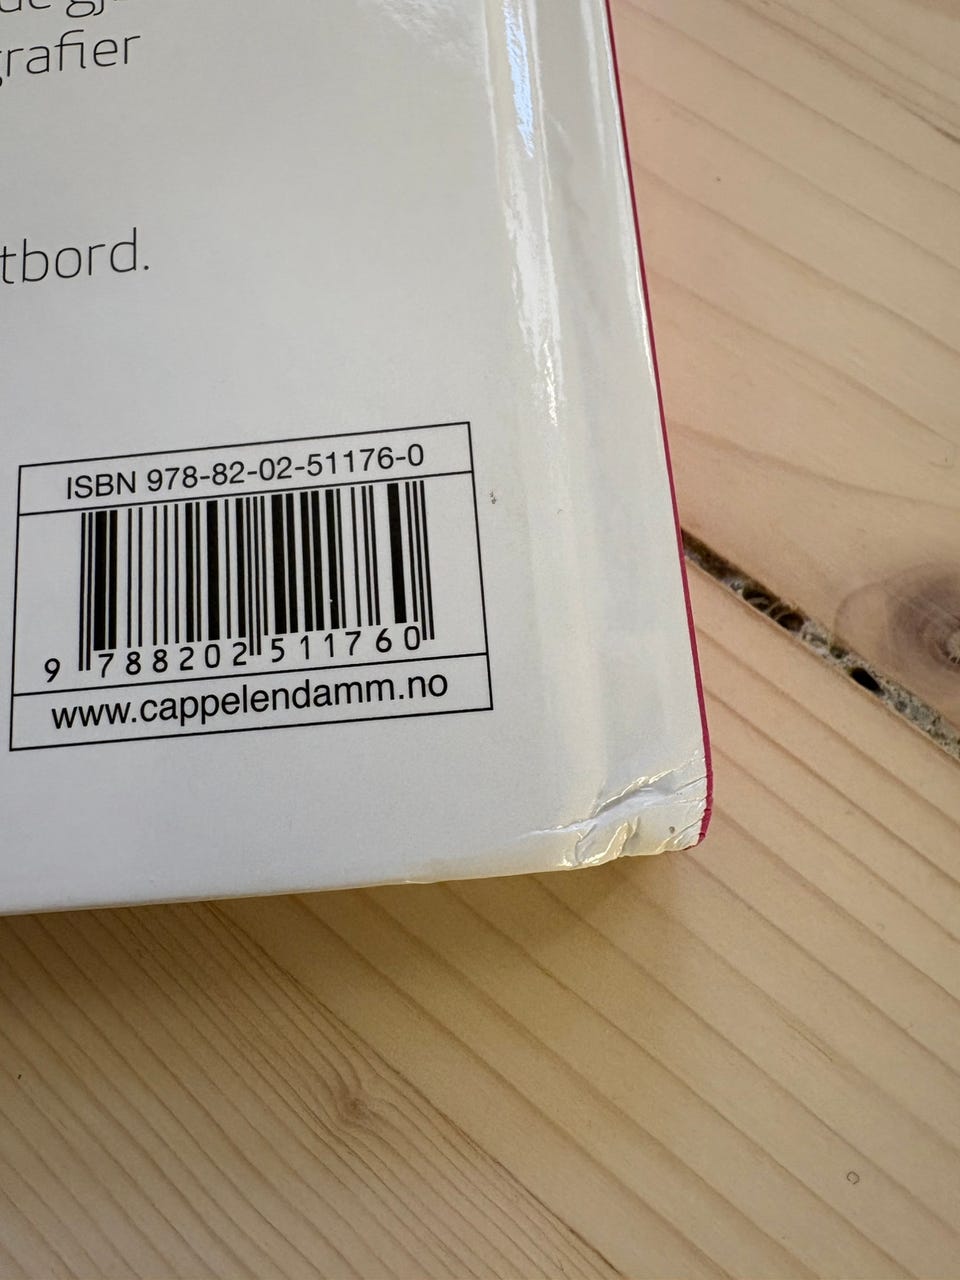 grafier
tbord.
ISBN 978-82-02-51176-0
9 788202 511760
www.cappelendamm.no